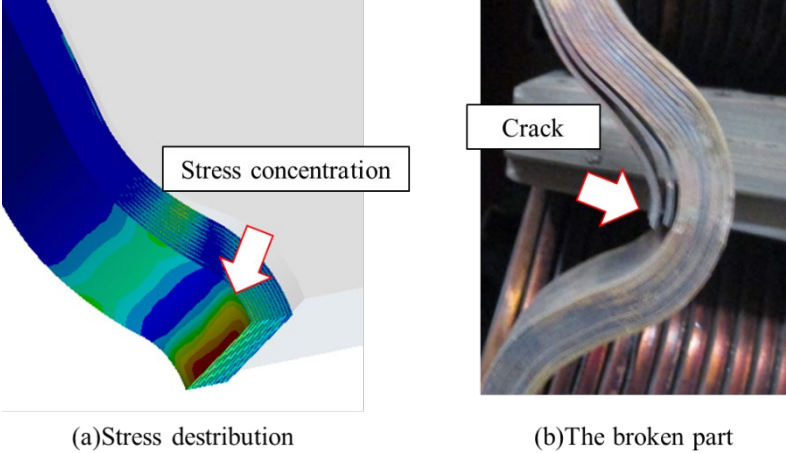 Stress concentration
Crack
(a)Stress destribution
(b)The broken part